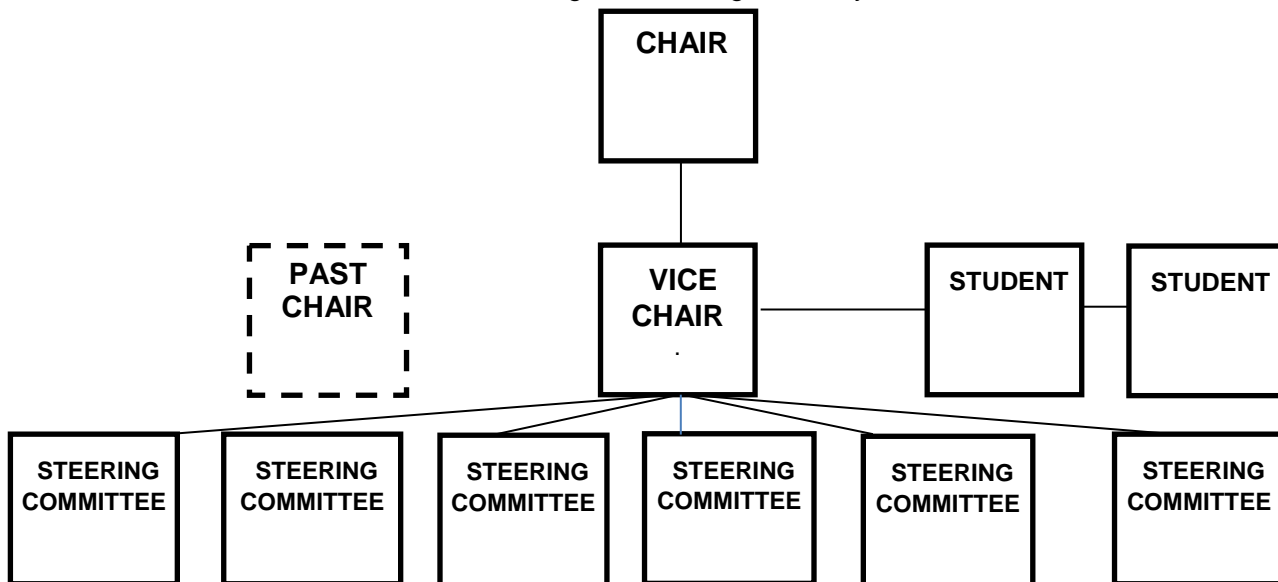 CHAIR
PAST
CHAIR
VICE
CHAIR
.
STUDENT
STUDENT
STEERING
COMMITTEE
STEERING
COMMITTEE
STEERING
COMMITTEE
STEERING
COMMITTEE
STEERING
COMMITTEE
STEERING
COMMITTEE